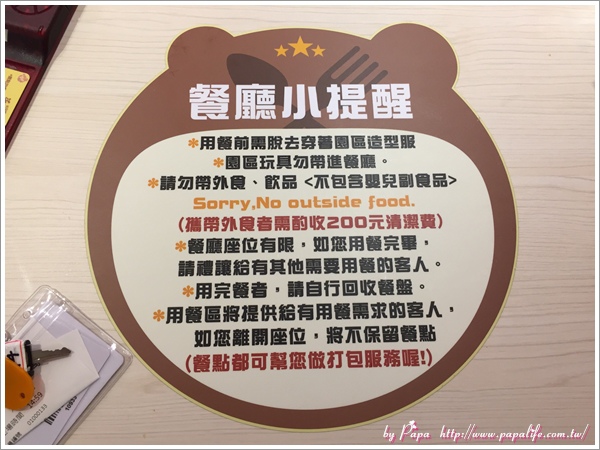 餐廳小提醒
*用餐前需脫去穿著園區造型服
*園區玩具勿帶進餐廳。
*請勿帶外食、飲品 <不包含嬰兒副食品>
Sorry,No outside food.
(攜帶外食者需酌收200元清潔費)
*餐廳座位有限，如您用餐完畢，
請禮讓給有其他需要用餐的客人。
*用完餐者，請自行回收餐盤。
*用餐區將提供給有用餐需求的客人，
如您離開座位，將不保留餐點
(餐點都可幫您做打包服務喔!)
14:39
01000133
by Papa http://www.papalife.com.tw/